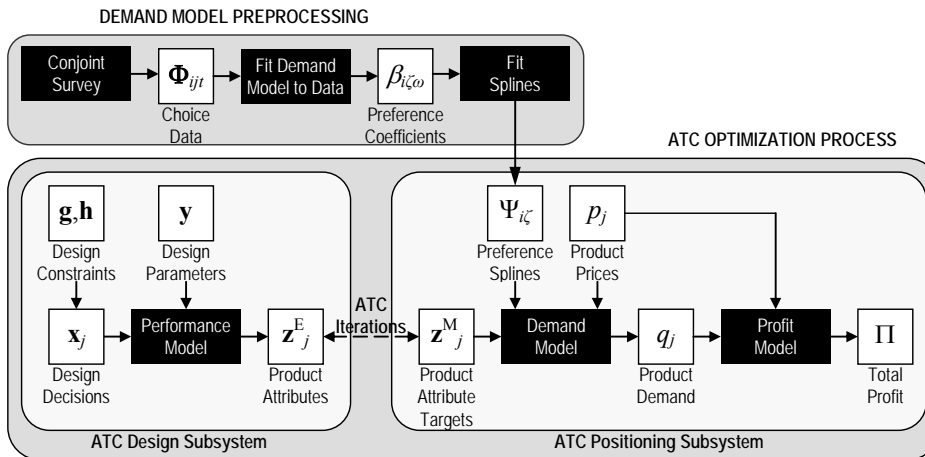 DEMAND MODEL PREPROCESSING
Conjoint
Survey
Φijt
Choice
Data
Fit Demand
Model to Data
βiζω
Preference
Coefficients
Fit
Splines
ATC OPTIMIZATION PROCESS
g,h
Design
Constraints
y
Design
Parameters
xj
Design
Decisions
Performance
Model
zEj
Product
Attributes
ATC Design Subsystem
ATC
Iterations
Ψiζ
Preference
Splines
pj
Product
Prices
zMj
Product
Attribute
Targets
Demand
Model
qj
Product
Demand
Profit
Model
Π
Total
Profit
ATC Positioning Subsystem